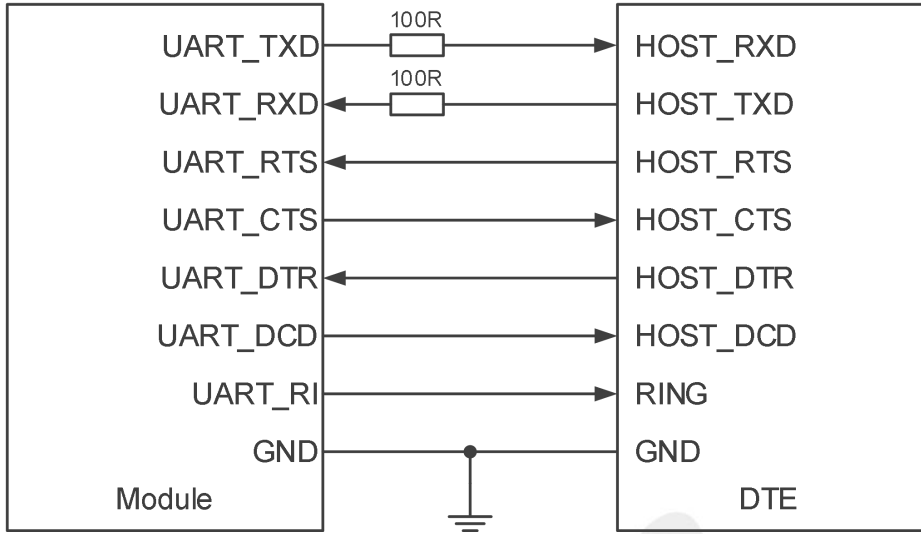 100R
UART_TXD HOST_RXD
100R
UART_RXD HOST_TXD
UART_RTS HOST_RTS
UART_CTS HOST_CTS
UART_DTR HOST_DTR
UART_DCD HOST_DCD
UART_RI RING
GND GND
Module DTE